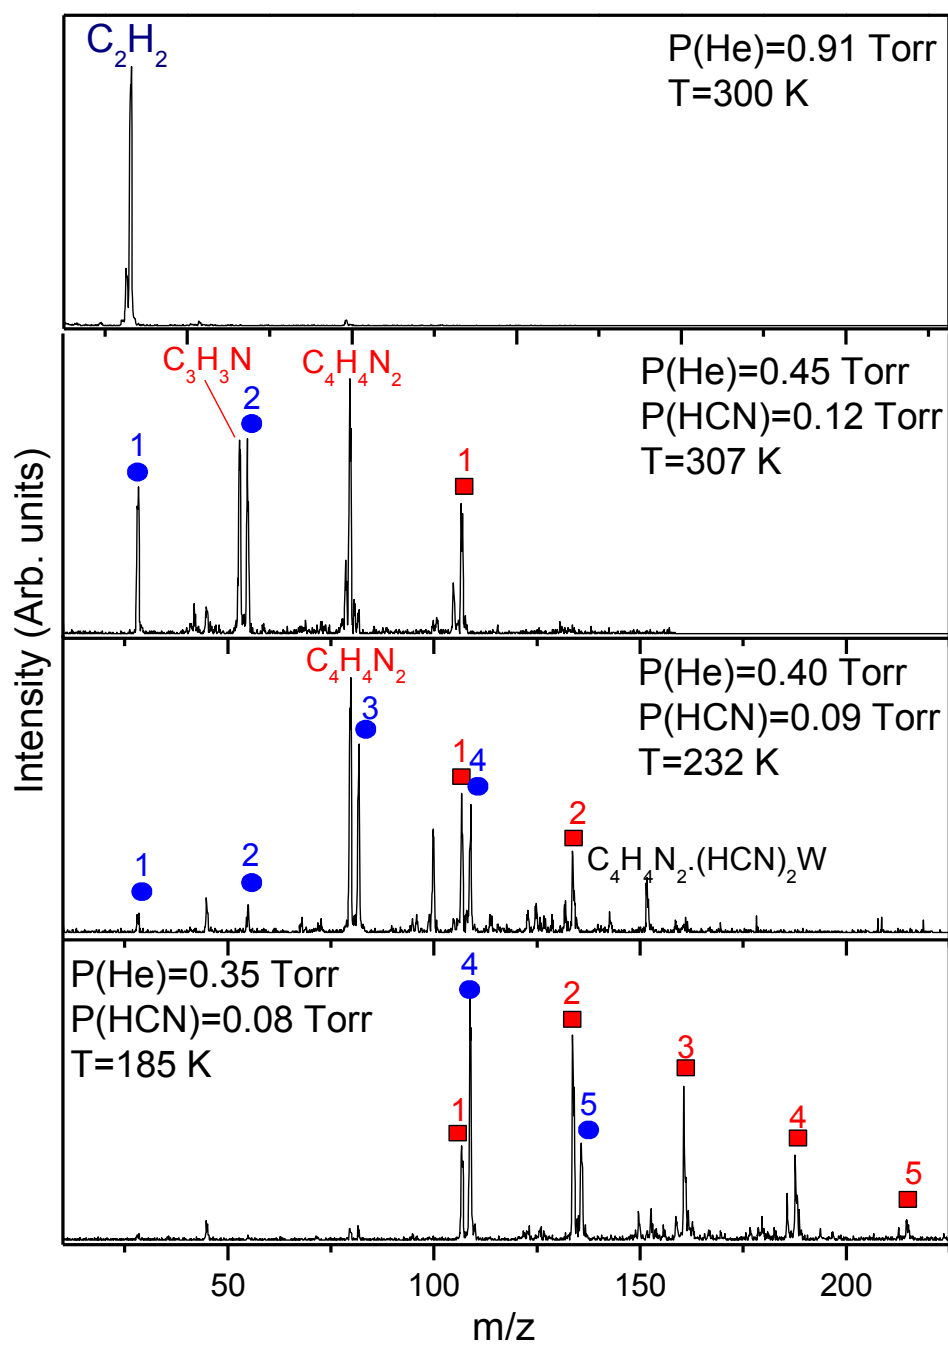 C₂H₂
P(He)=0.91 Torr
T=300 K
C₃H₃N
C₄H₄N₂
P(He)=0.45 Torr
P(HCN)=0.12 Torr
T=307 K
1
2
1
C₄H₄N₂
P(He)=0.40 Torr
P(HCN)=0.09 Torr
T=232 K
1
2
3
1
4
2
C₄H₄N₂.(HCN)₂W
P(He)=0.35 Torr
P(HCN)=0.08 Torr
T=185 K
1
4
2
5
3
4
5
50 100 150 200
m/z
Intensity (Arb. units)